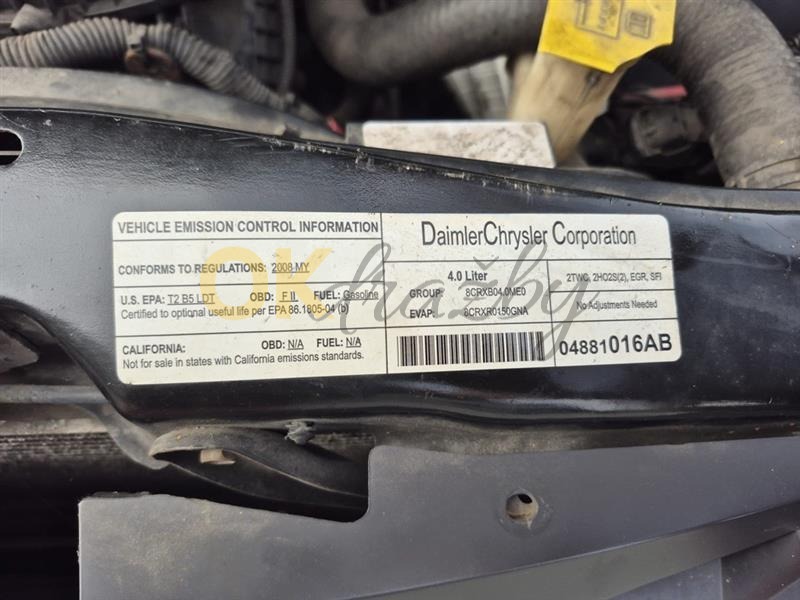 VEHICLE EMISSION CONTROL INFORMATION
CONFORMS TO REGULATIONS: 2008 MY
U.S. EPA: T2 B5 LDT OBD: F II FUEL: Gasoline
Certified to optional useful life per EPA 86.1805-04 (b)
CALIFORNIA: OBD: N/A FUEL: N/A
Not for sale in states with California emissions standards.
DaimlerChrysler Corporation
4.0 Liter
GROUP: 8CRXB04.0ME0
EVAP: 8CRXR0150GNA
2TWC, 2HO2S(2), EGR, SFI
No Adjustments Needed
04881016AB
OK dražby